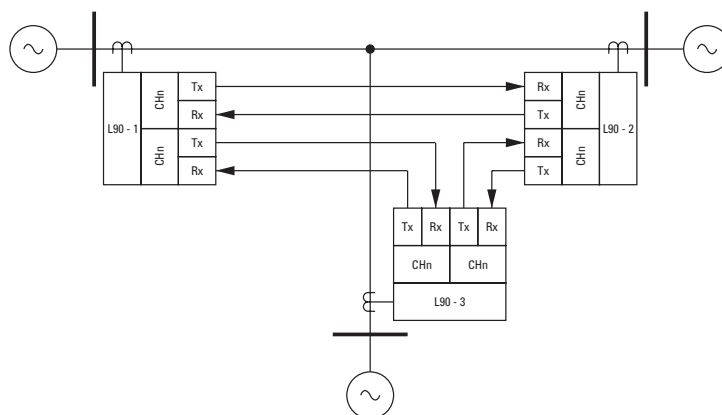 L90 - 1
CHn
CHn
Tx
Rx
Tx
Rx
Rx
Tx
Rx
Tx
CHn
CHn
L90 - 2
Tx Rx Tx Rx
CHn CHn
L90 - 3